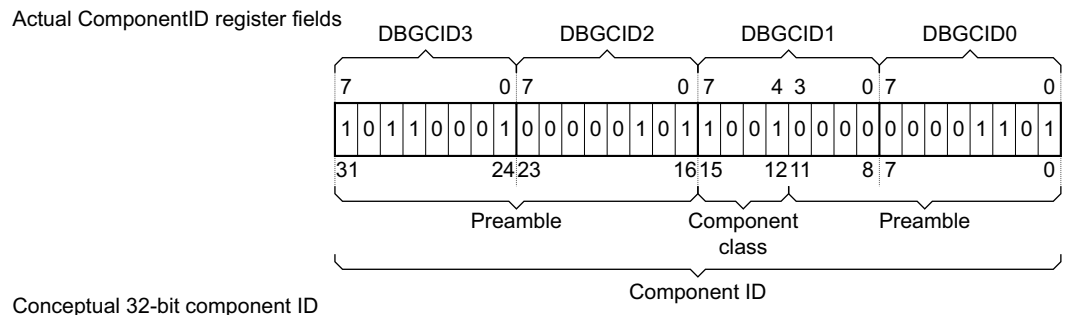 Actual ComponentID register fields
DBGCID3 DBGCID2 DBGCID1 DBGCID0
7 0 7 0 7 4 3 0 7 0
1 0 1 1 0 0 0 1 0 0 0 0 0 1 0 1 1 0 0 1 0 0 0 0 0 0 0 0 1 1 0 1
31 24 23 16 15 12 11 8 7 0
Preamble Component Preamble
class
Component ID
Conceptual 32-bit component ID